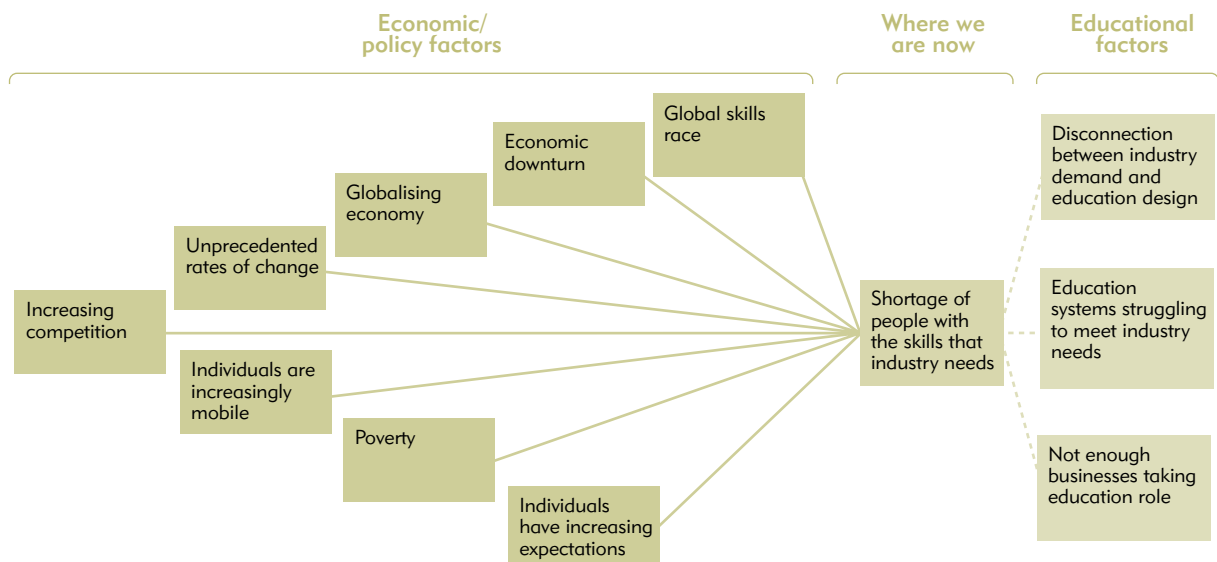 Economic/
policy factors
Where we
are now
Educational
factors
Global skills
race
Economic
downturn
Globalising
economy
Unprecedented
rates of change
Increasing
competition
Individuals are
increasingly
mobile
Poverty
Individuals
have increasing
expectations
Shortage of
people with
the skills that
industry needs
Disconnection
between industry
demand and
education design
Education
systems struggling
to meet industry
needs
Not enough
businesses taking
education role